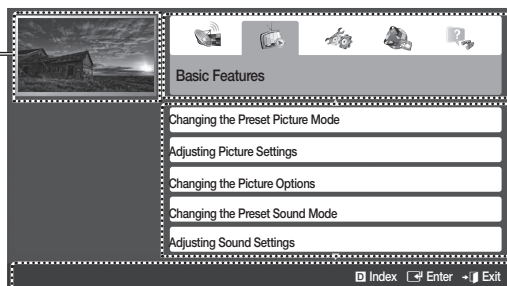 Basic Features
Changing the Preset Picture Mode
Adjusting Picture Settings
Changing the Picture Options
Changing the Preset Sound Mode
Adjusting Sound Settings
D Index Enter Exit